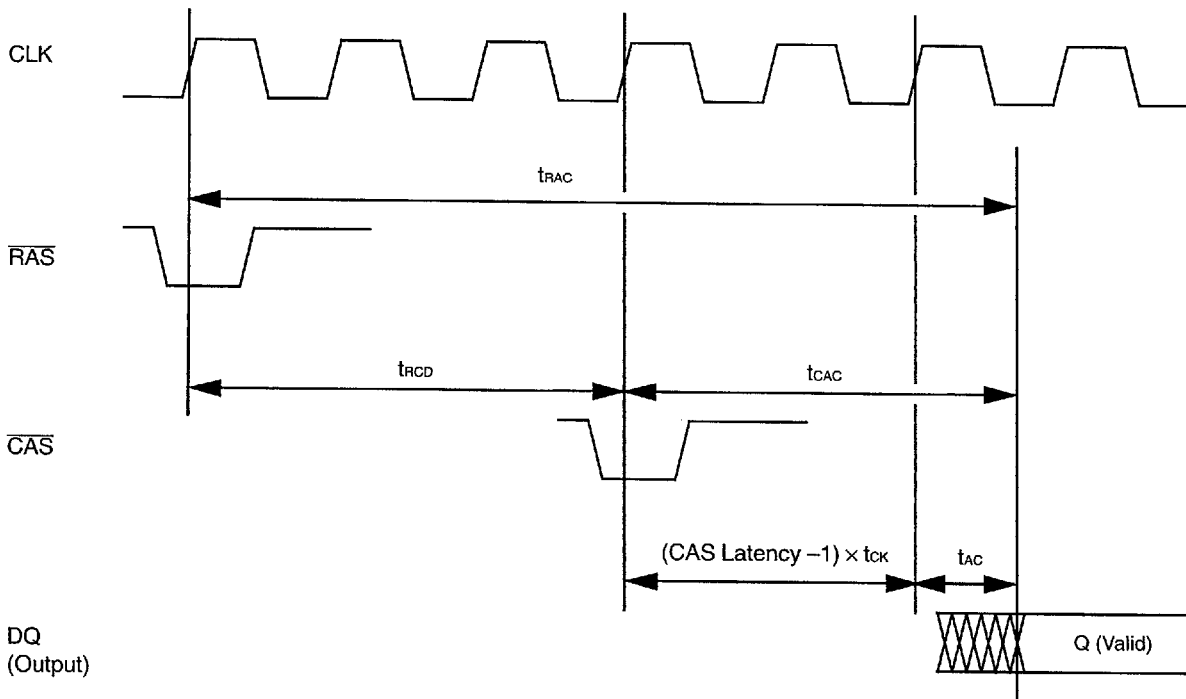 CLK
tRAC
RAS
tRCD
tCAC
CAS
(CAS Latency –1) × tCK
tAC
DQ
(Output)
Q (Valid)